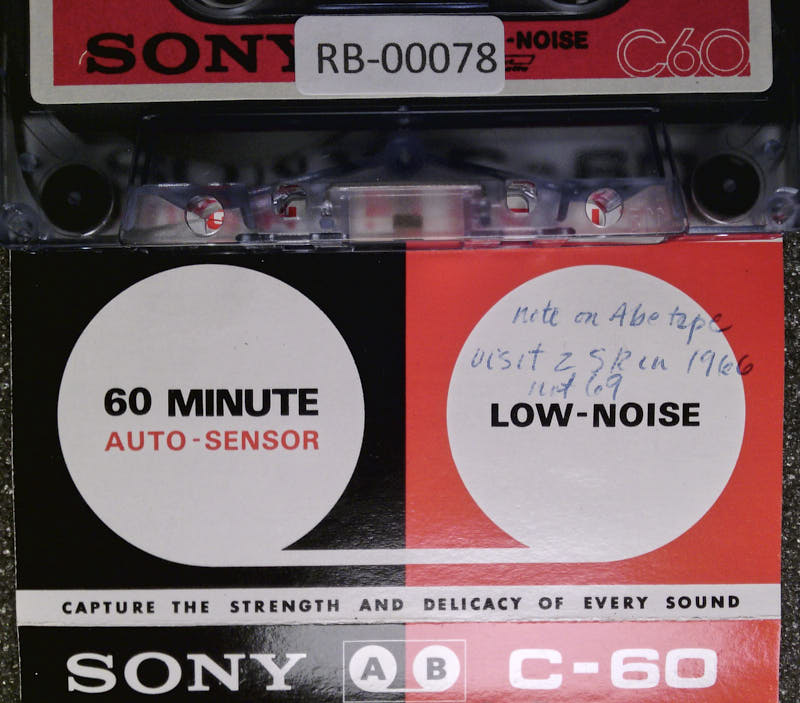 SONY
RB-00078
-NOISE
C60
note on Abe tape
visit 2 SR in 1966
not 69
60 MINUTE
AUTO-SENSOR
LOW-NOISE
CAPTURE THE STRENGTH AND DELICACY OF EVERY SOUND
SONY AB C-60